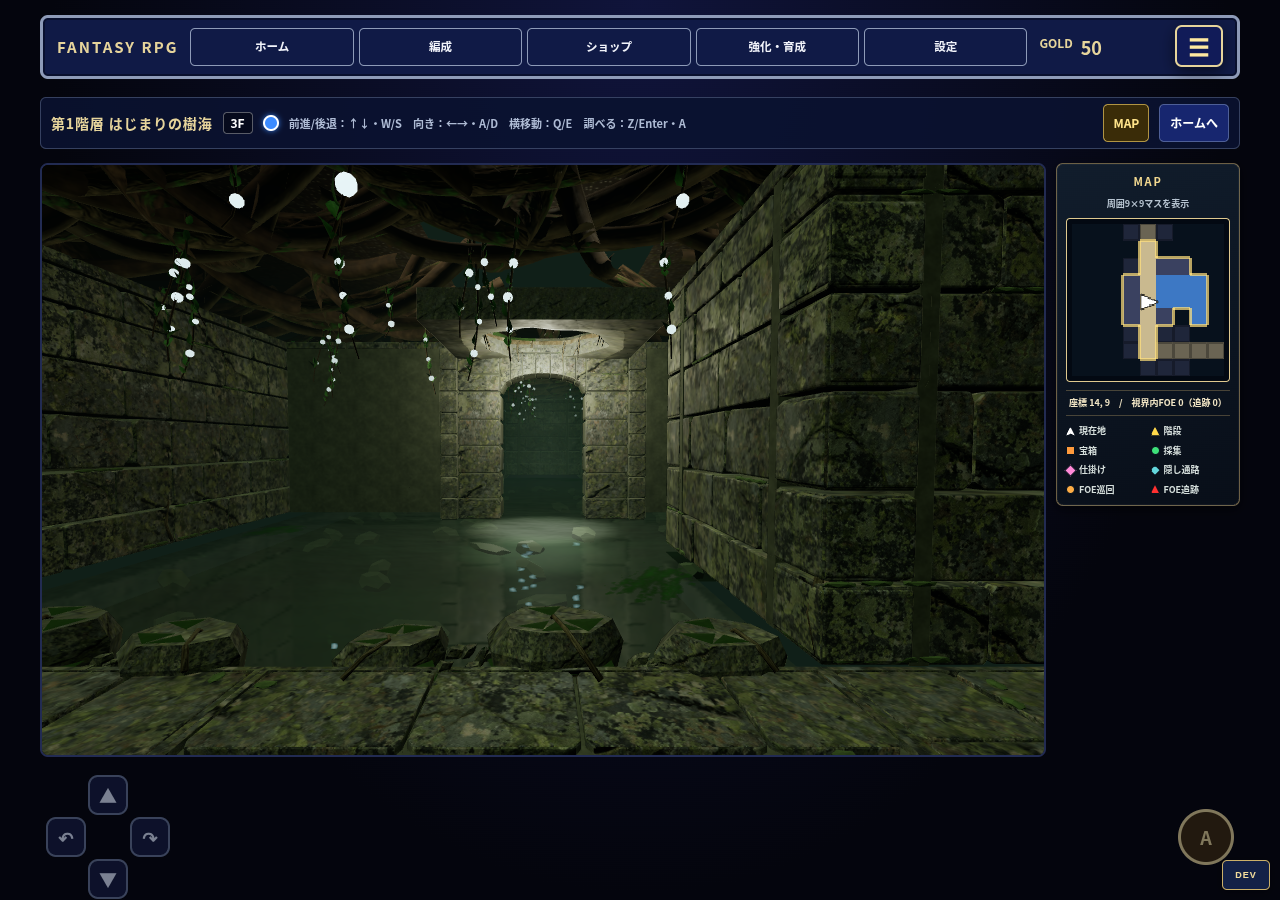 FANTASY RPG
ホーム
編成
ショップ
強化・育成
設定
GOLD 50
第1階層 はじまりの樹海
3F
前進/後退：↑↓・W/S　向き：←→・A/D　横移動：Q/E　調べる：Z/Enter・A
MAP
ホームへ
MAP
周囲9×9マスを表示
座標 14, 9　/　視界内FOE 0（追跡 0）
現在地
階段
宝箱
採集
仕掛け
隠し通路
FOE巡回
FOE追跡
A
DEV